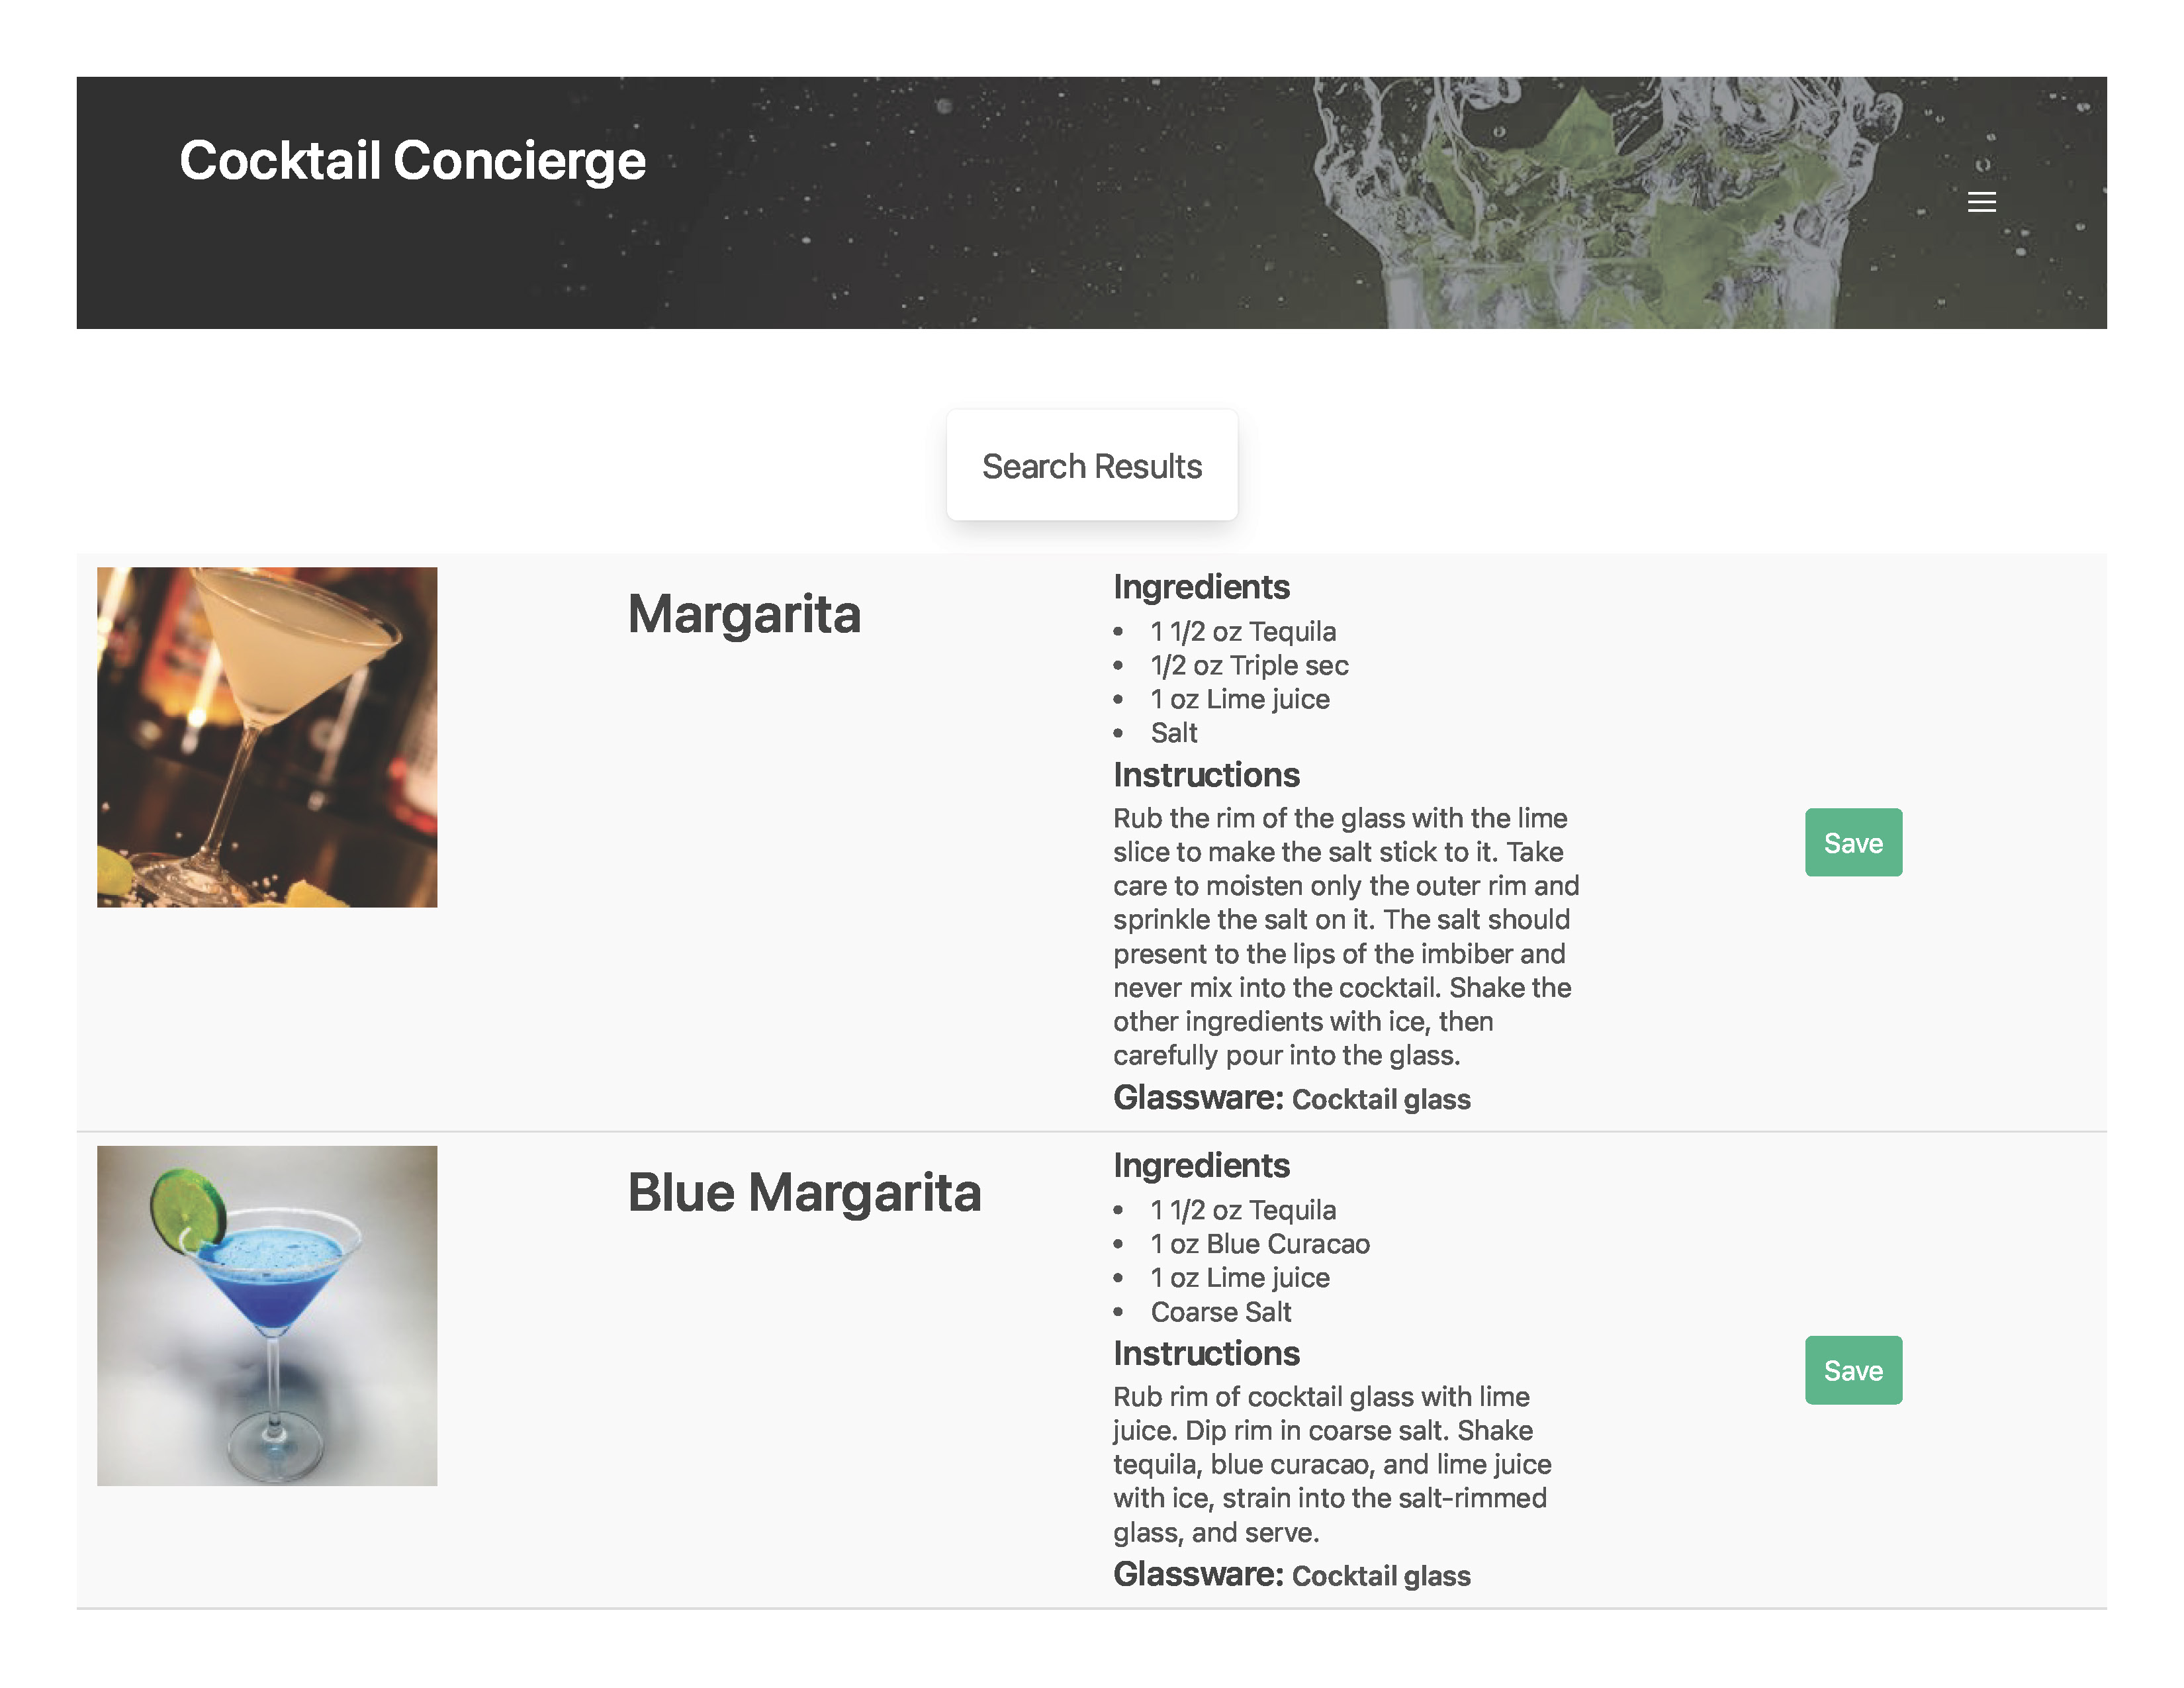 Cocktail Concierge
Search Results
Margarita
Ingredients
• 1 1/2 oz Tequila
• 1/2 oz Triple sec
• 1 oz Lime juice
• Salt
Instructions
Rub the rim of the glass with the lime
slice to make the salt stick to it. Take
care to moisten only the outer rim and
sprinkle the salt on it. The salt should
present to the lips of the imbiber and
never mix into the cocktail. Shake the
other ingredients with ice, then
carefully pour into the glass.
Glassware: Cocktail glass
Save
Blue Margarita
Ingredients
• 1 1/2 oz Tequila
• 1 oz Blue Curacao
• 1 oz Lime juice
• Coarse Salt
Instructions
Rub rim of cocktail glass with lime
juice. Dip rim in coarse salt. Shake
tequila, blue curacao, and lime juice
with ice, strain into the salt-rimmed
glass, and serve.
Glassware: Cocktail glass
Save